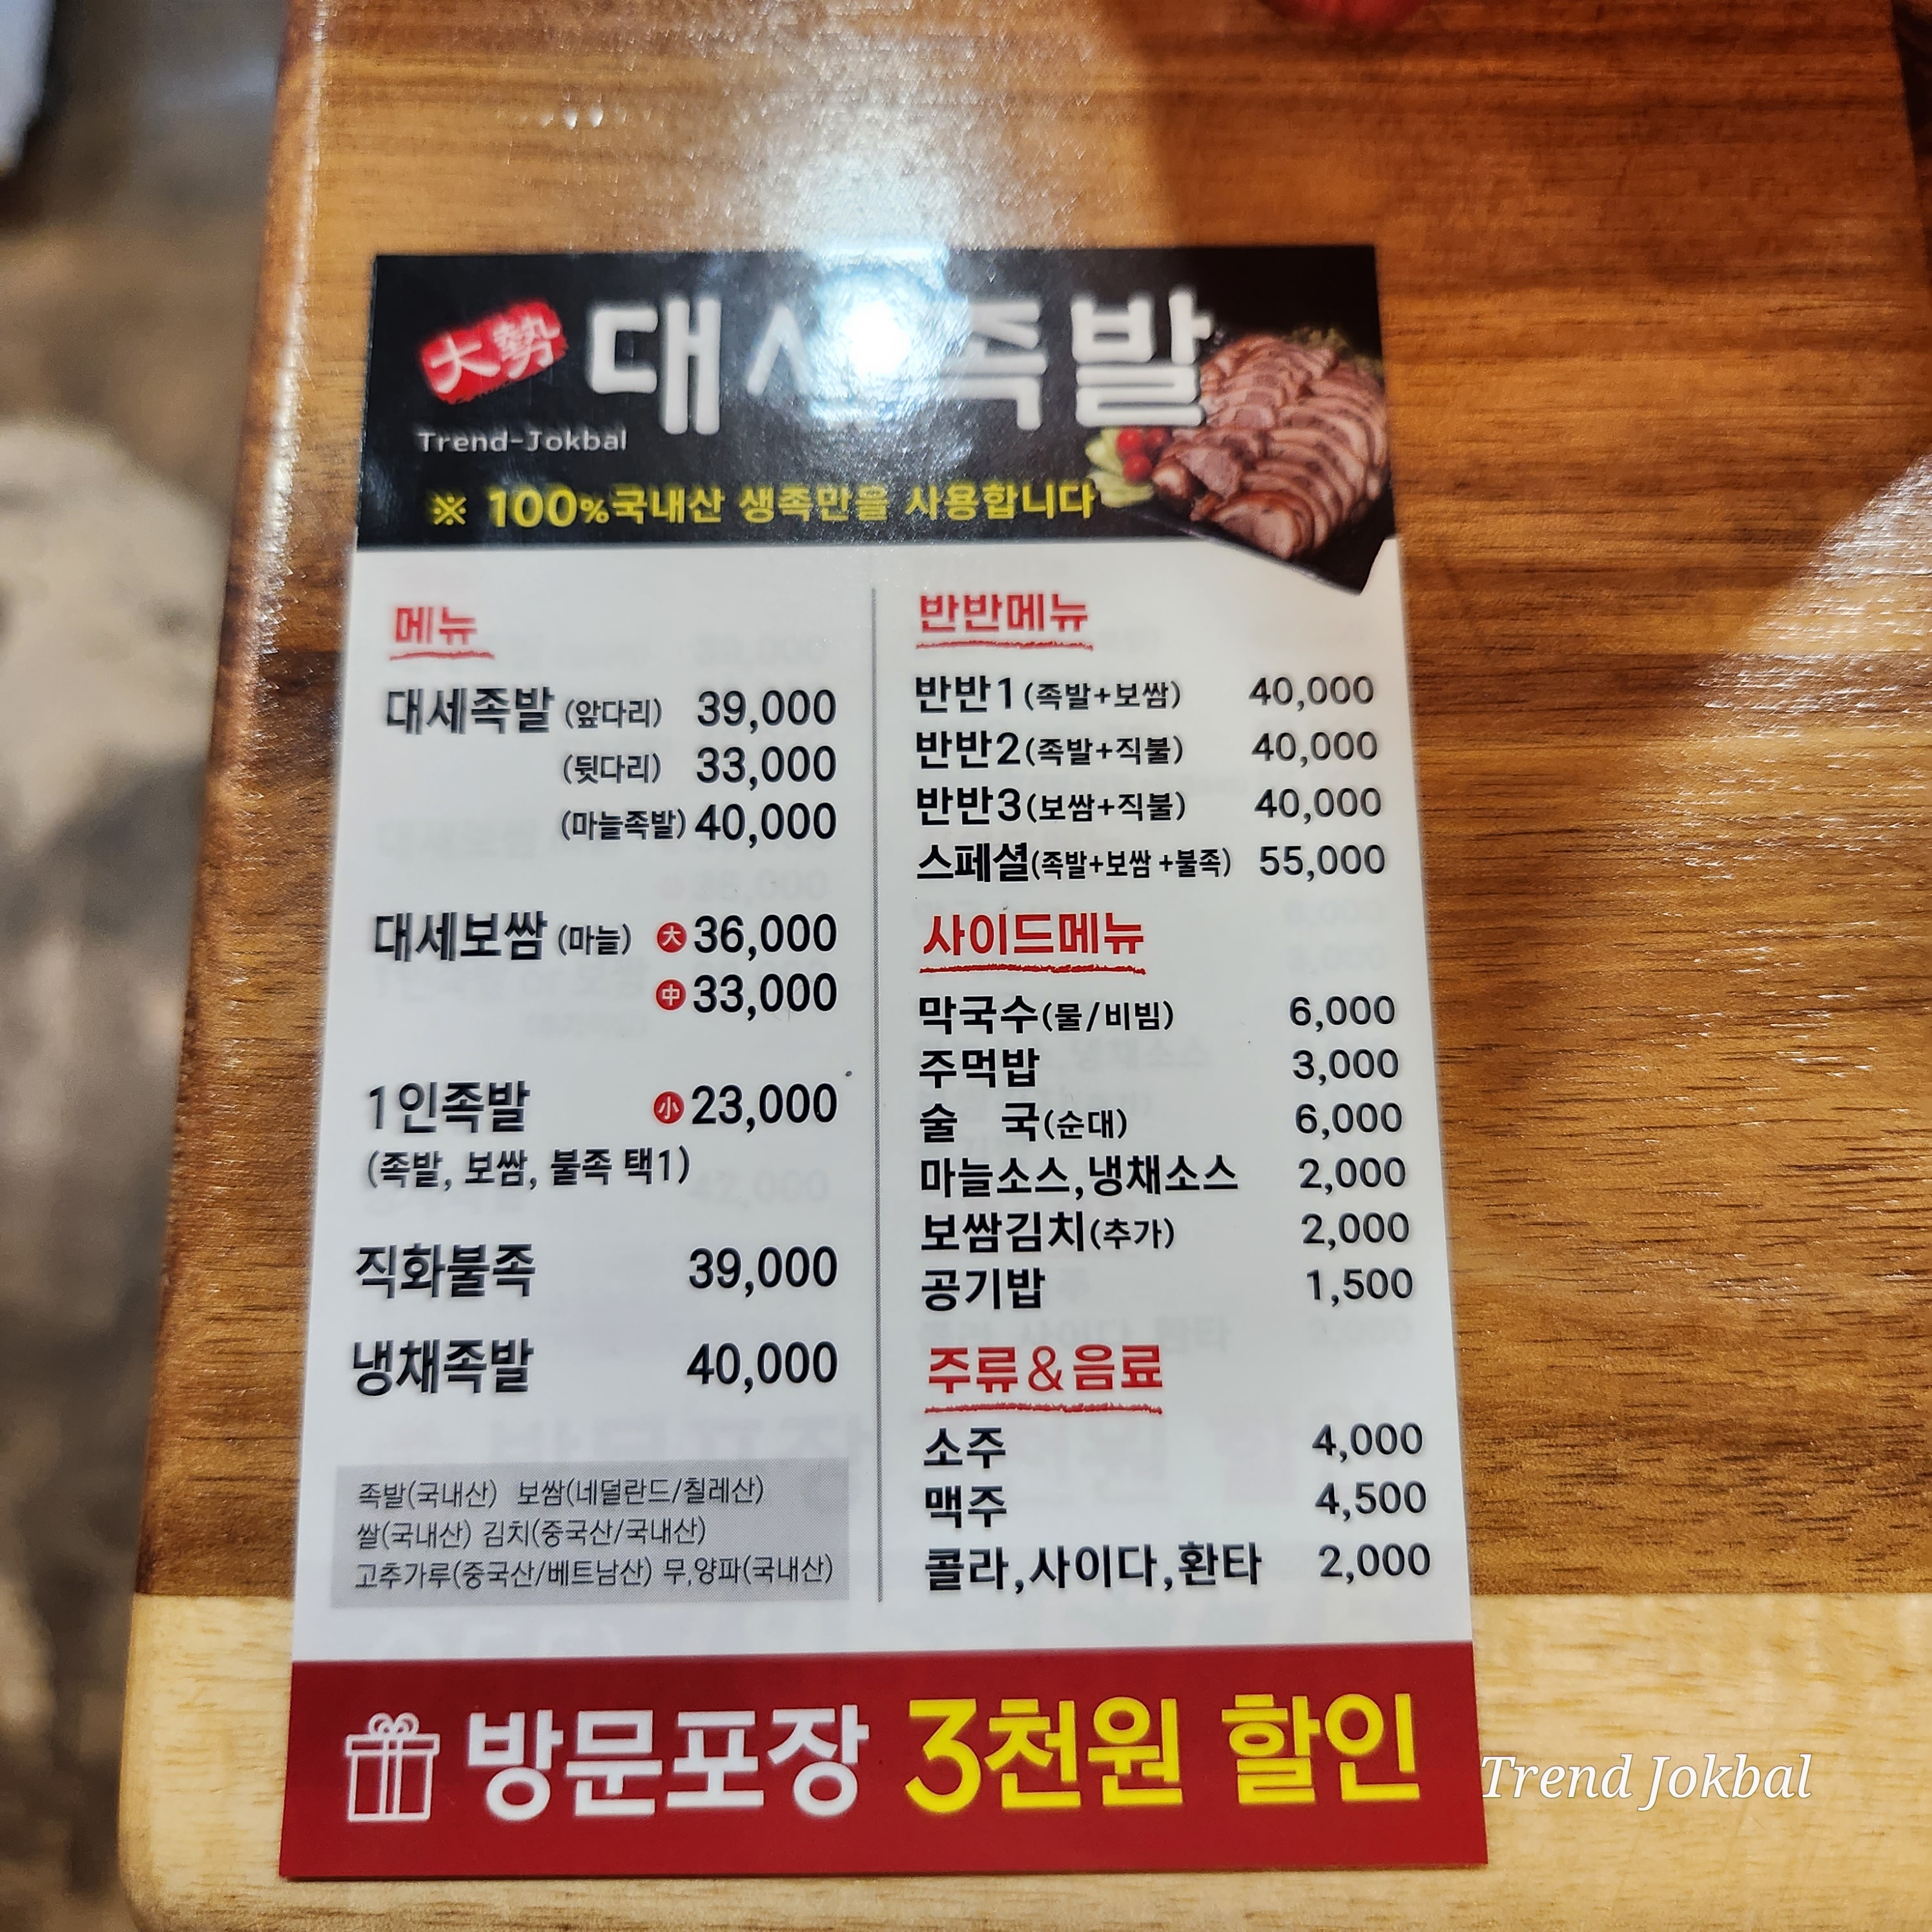 大勢 대세족발
Trend-Jokbal
※ 100%국내산 생족만을 사용합니다
메뉴
대세족발 (앞다리) 39,000
(뒷다리) 33,000
(마늘족발) 40,000
대세보쌈 (마늘) 大 36,000
中 33,000
1인족발 小 23,000
(족발, 보쌈, 불족 택1)
직화불족 39,000
냉채족발 40,000
족발(국내산) 보쌈(네덜란드/칠레산)
쌀(국내산) 김치(중국산/국내산)
고추가루(중국산/베트남산) 무,양파(국내산)
반반메뉴
반반1(족발+보쌈) 40,000
반반2(족발+직불) 40,000
반반3(보쌈+직불) 40,000
스페셜(족발+보쌈 +불족) 55,000
사이드메뉴
막국수(물/비빔) 6,000
주먹밥 3,000
술 국(순대) 6,000
마늘소스,냉채소스 2,000
보쌈김치(추가) 2,000
공기밥 1,500
주류&음료
소주 4,000
맥주 4,500
콜라,사이다,환타 2,000
방문포장 3천원 할인
Trend Jokbal